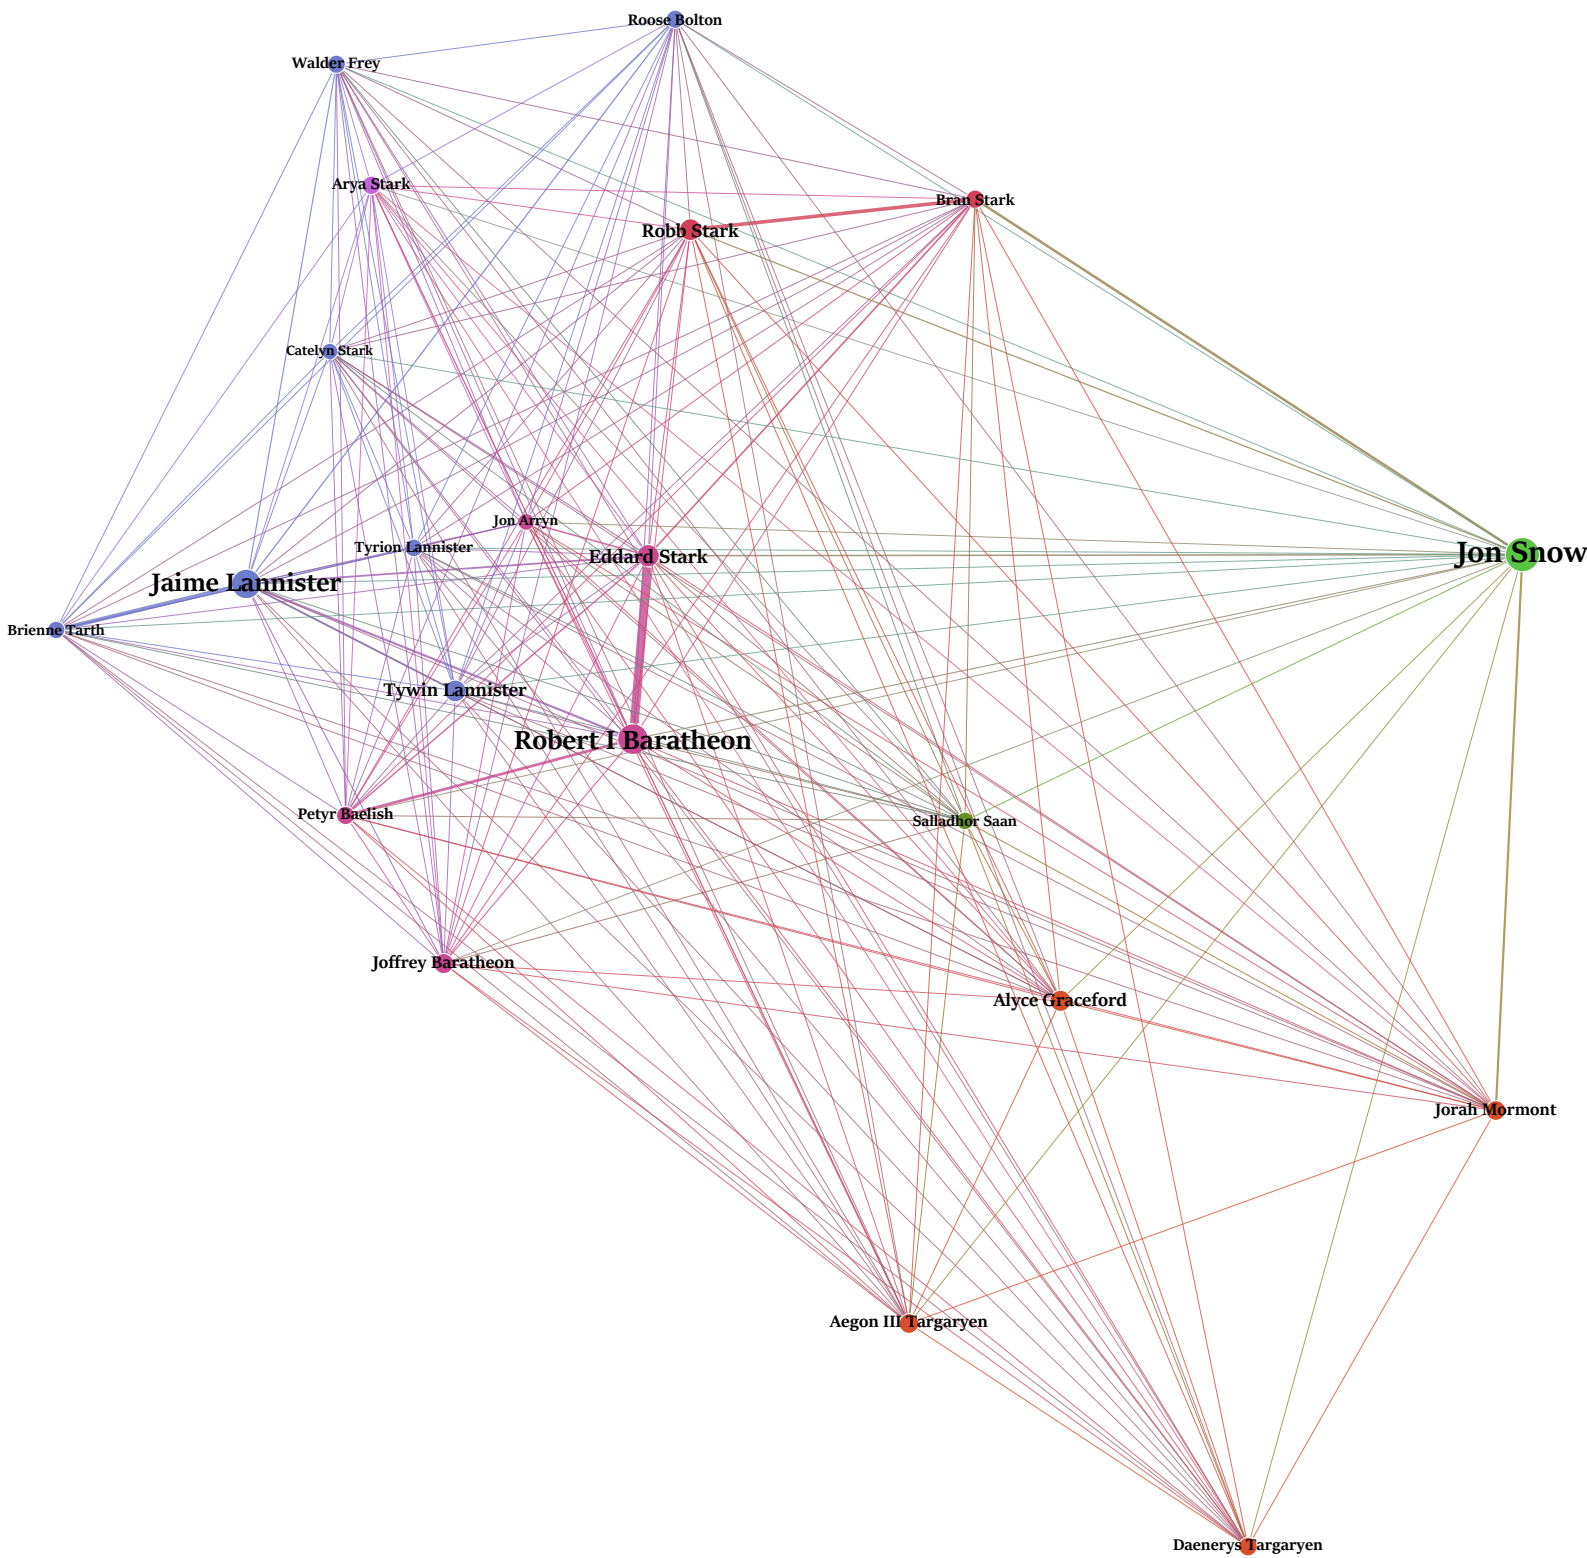 Roose Bolton
Walder Frey
Arya Stark
Bran Stark
Robb Stark
Catelyn Stark
Jon Arryn
Tyrion Lannister
Eddard Stark
Jon Snow
Jaime Lannister
Brienne Tarth
Tywin Lannister
Robert I Baratheon
Petyr Baelish
Salladhor Saan
Joffrey Baratheon
Alyce Graceford
Jorah Mormont
Aegon III Targaryen
Daenerys Targaryen